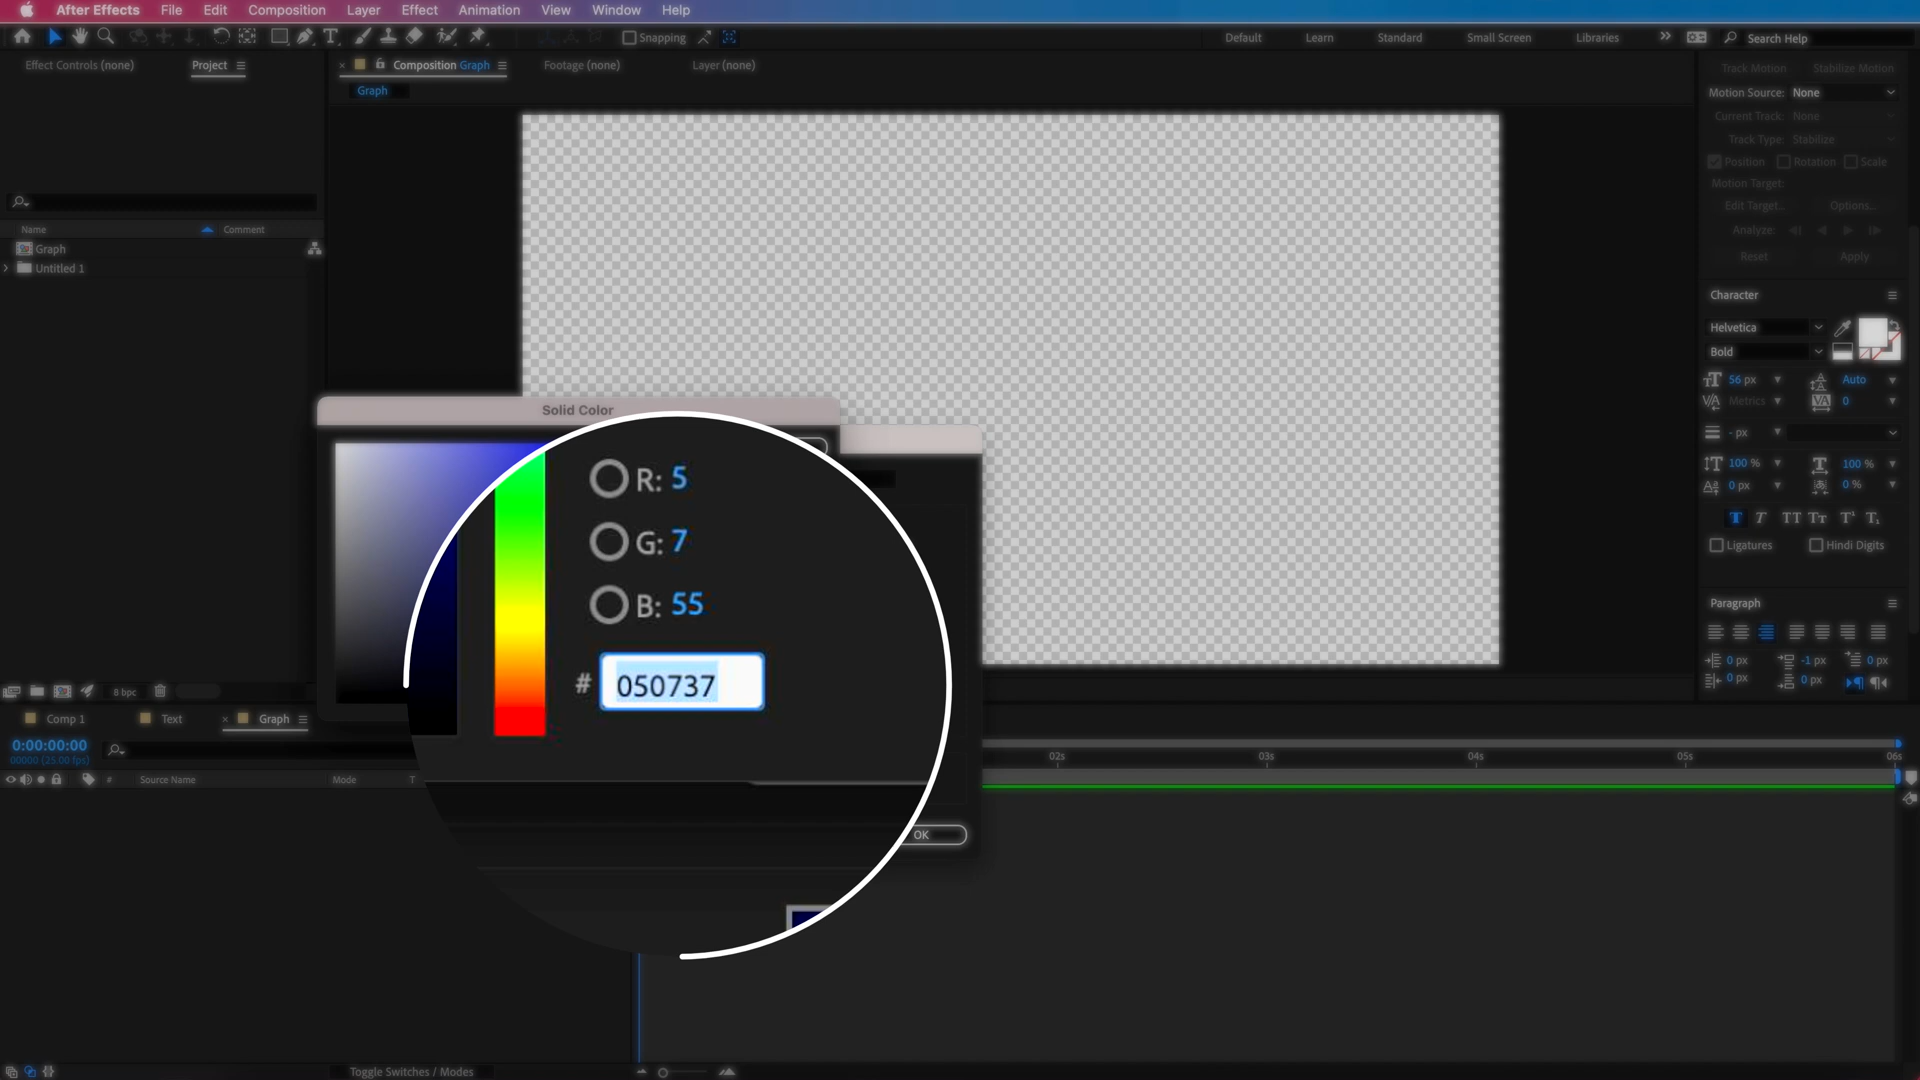 After Effects File Edit Composition Layer Effect Animation View Window Help
Snapping Default Learn Standard Small Screen Libraries Search Help
Effect Controls (none) Project Composition Graph Footage (none) Layer (none)
Graph
Name Comment
Graph
Untitled 1
8 bpc
Track Motion Stabilize Motion
Motion Source: None
Current Track: None
Track Type: Stabilize
Position Rotation Scale
Motion Target:
Edit Target... Options...
Analyze:
Reset Apply
Character
Helvetica
Bold
56 px Auto
Metrics 0
- px
100 % 100 %
0 px 0 %
Ligatures Hindi Digits
Paragraph
0 px -1 px 0 px
0 px 0 px
Solid Color
R: 5
G: 7
B: 55
# 050737
OK
Comp 1 Text Graph
0:00:00:00
00000 (25.00 fps)
02s 03s 04s 05s 06s
# Source Name Mode T
Toggle Switches / Modes